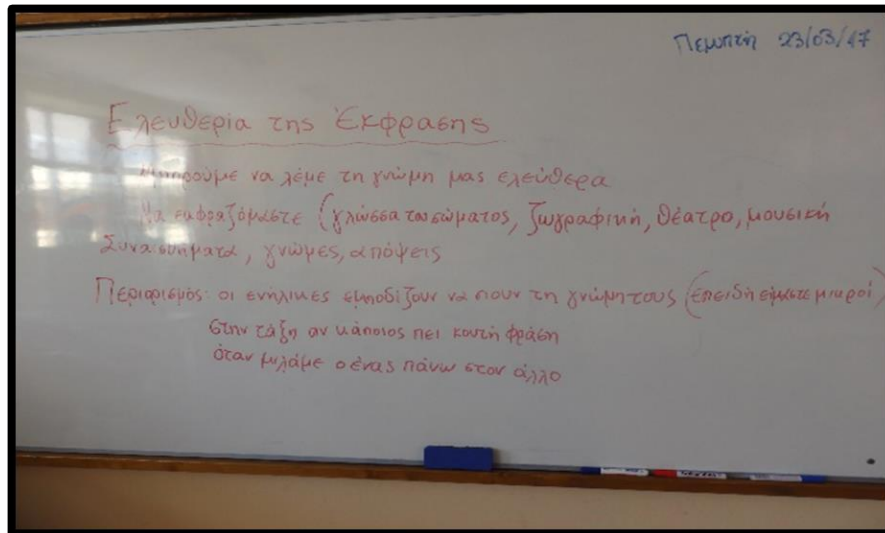 Πεμπτη 23/03/17
Ελευθερία της Έκφρασης
Μπορούμε να λέμε τη γνώμη μας ελεύθερα
Να εκφραζόμαστε (γλώσσα του σώματος, ζωγραφική, θέατρο, μουσική
Συναισθήματα, γνώμες, απόψεις
Περιορισμός: οι ενήλικες εμποδίζουν να πουν τη γνώμη τους (επειδή είμαστε μικροί)
στην τάξη αν κάποιος πει κουτή φράση
όταν μιλάμε ο ένας πάνω στον άλλο